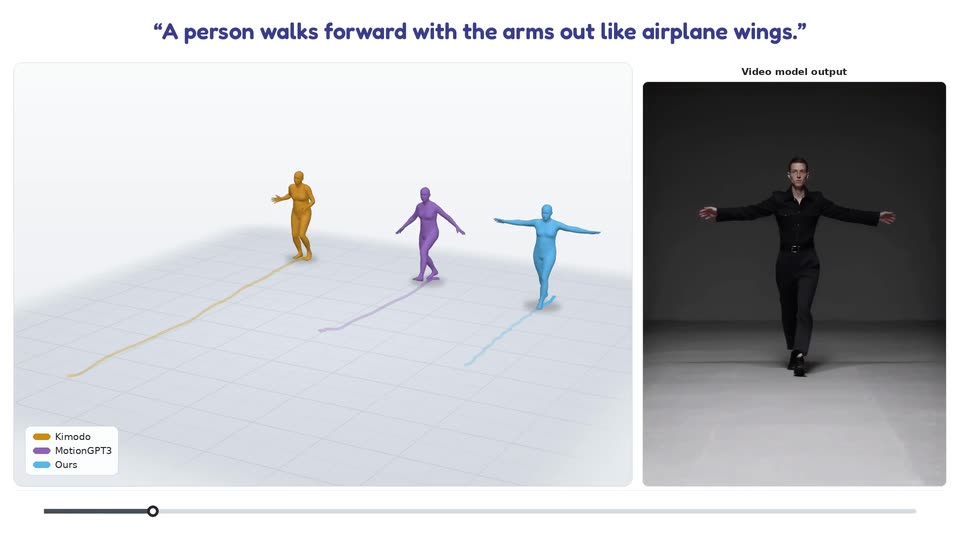 “A person walks forward with the arms out like airplane wings.”
Video model output
Kimodo
MotionGPT3
Ours